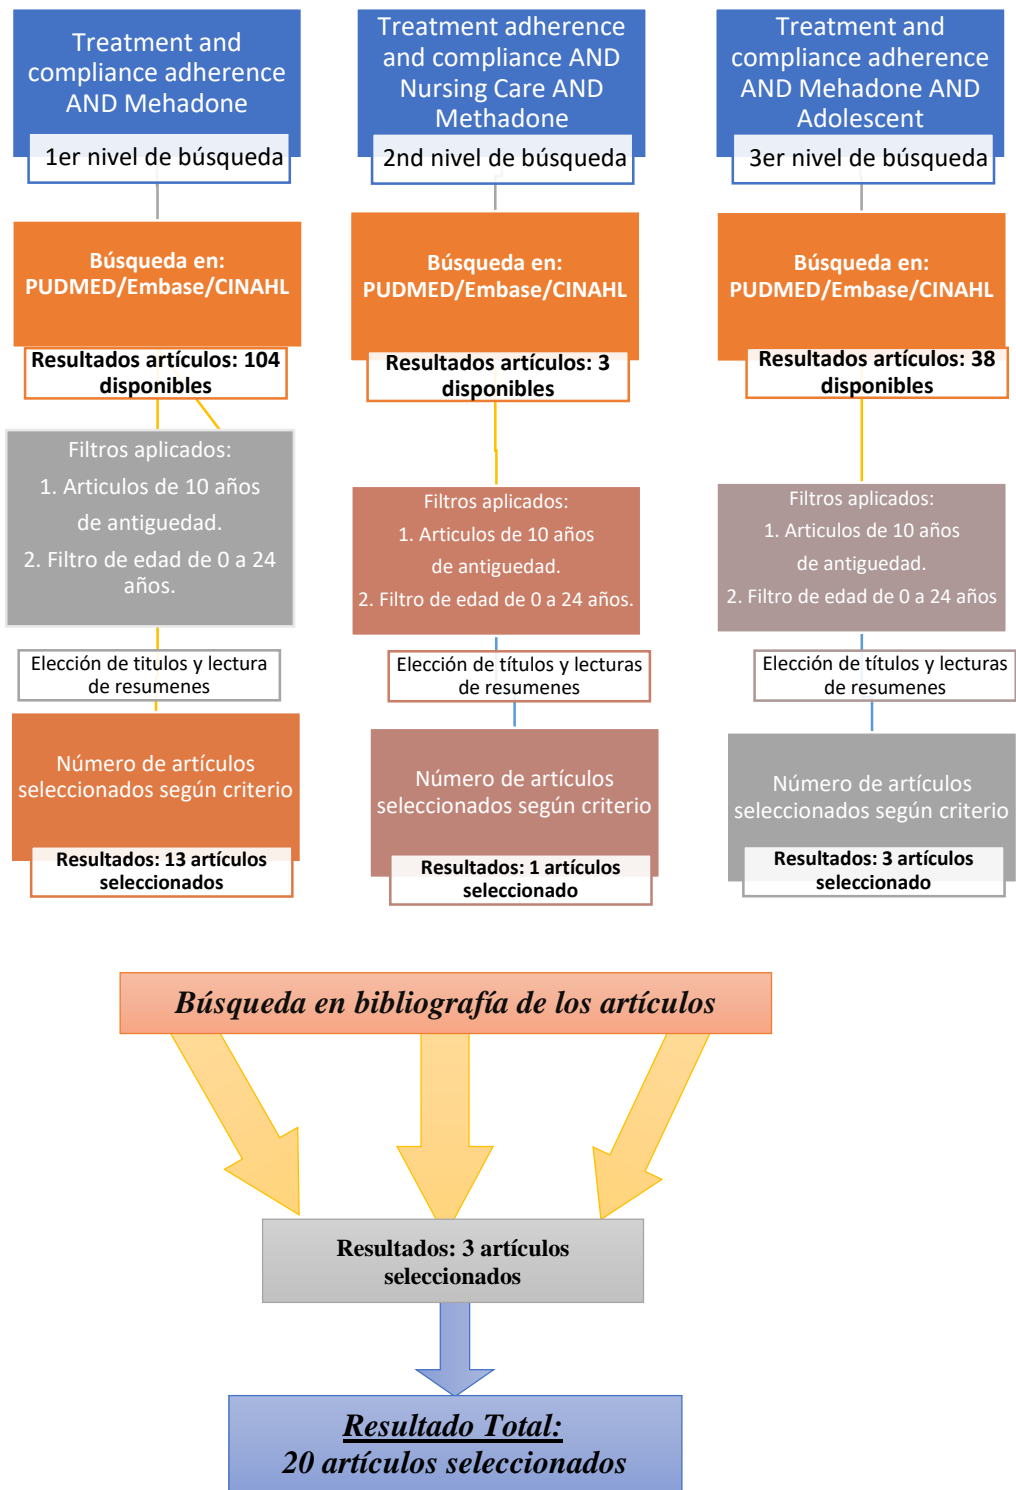 Treatment and
compliance adherence
AND Mehadone
1er nivel de búsqueda
Búsqueda en:
PUDMED/Embase/CINAHL
Resultados artículos: 104
disponibles
Filtros aplicados:
1. Articulos de 10 años
de antiguedad.
2. Filtro de edad de 0 a 24
años.
Elección de titulos y lectura
de resumenes
Número de artículos
seleccionados según criterio
Resultados: 13 artículos
seleccionados
Treatment adherence
and compliance AND
Nursing Care AND
Methadone
2nd nivel de búsqueda
Búsqueda en:
PUDMED/Embase/CINAHL
Resultados artículos: 3
disponibles
Filtros aplicados:
1. Articulos de 10 años
de antiguedad.
2. Filtro de edad de 0 a 24 años.
Elección de títulos y lecturas
de resumenes
Número de artículos
seleccionados según criterio
Resultados: 1 artículos
seleccionado
Treatment and
compliance adherence
AND Mehadone AND
Adolescent
3er nivel de búsqueda
Búsqueda en:
PUDMED/Embase/CINAHL
Resultados artículos: 38
disponibles
Filtros aplicados:
1. Articulos de 10 años
de antiguedad.
2. Filtro de edad de 0 a 24 años
Elección de títulos y lecturas
de resumenes
Número de artículos
seleccionados según criterio
Resultados: 3 artículos
seleccionado
Búsqueda en bibliografía de los artículos
Resultados: 3 artículos
seleccionados
Resultado Total:
20 artículos seleccionados